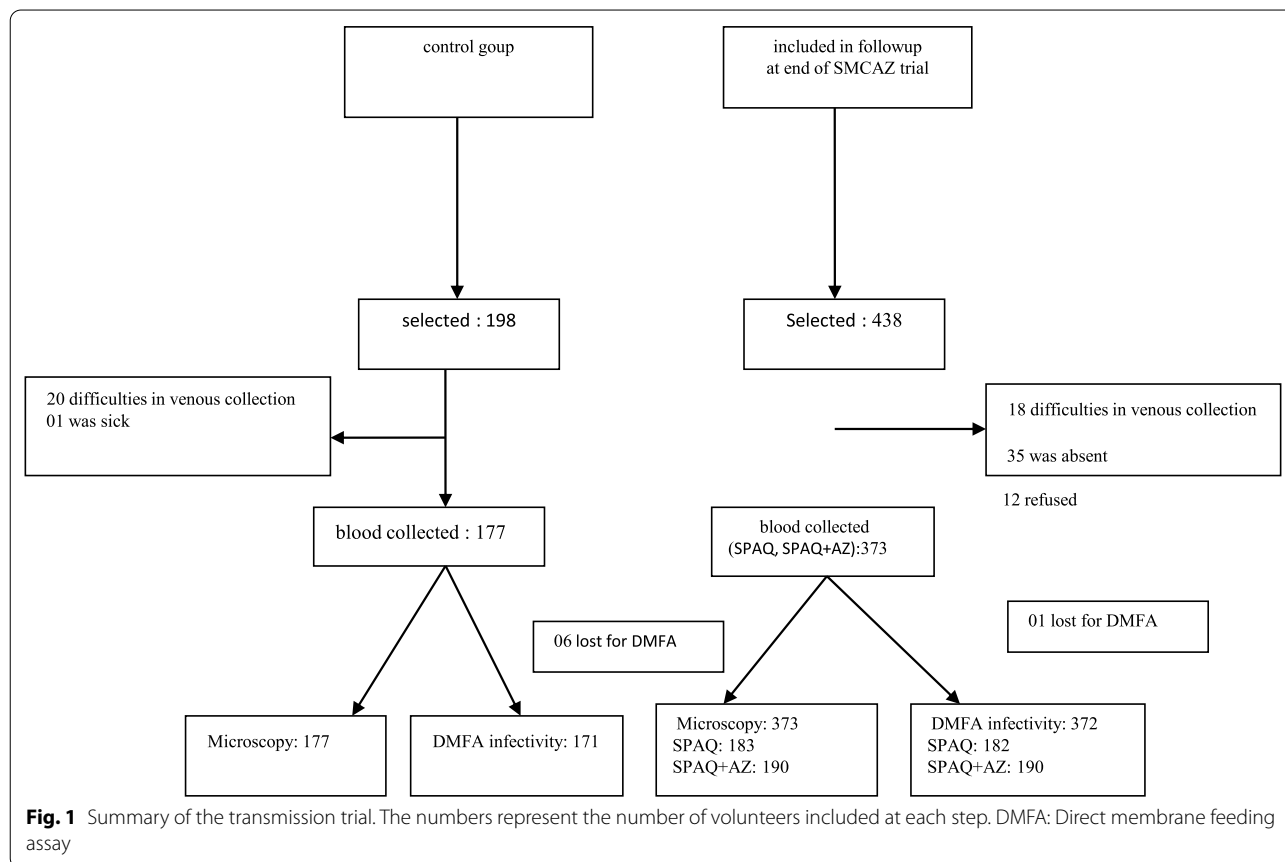 control goup
included in followup
at end of SMCAZ trial
selected : 198
Selected : 438
20 difficulties in venous collection
01 was sick
18 difficulties in venous collection
35 was absent
12 refused
blood collected : 177
blood collected
(SPAQ, SPAQ+AZ):373
06 lost for DMFA
01 lost for DMFA
Microscopy: 177
DMFA infectivity: 171
Microscopy: 373
SPAQ: 183
SPAQ+AZ: 190
DMFA infectivity: 372
SPAQ: 182
SPAQ+AZ: 190
Fig. 1 Summary of the transmission trial. The numbers represent the number of volunteers included at each step. DMFA: Direct membrane feeding
assay